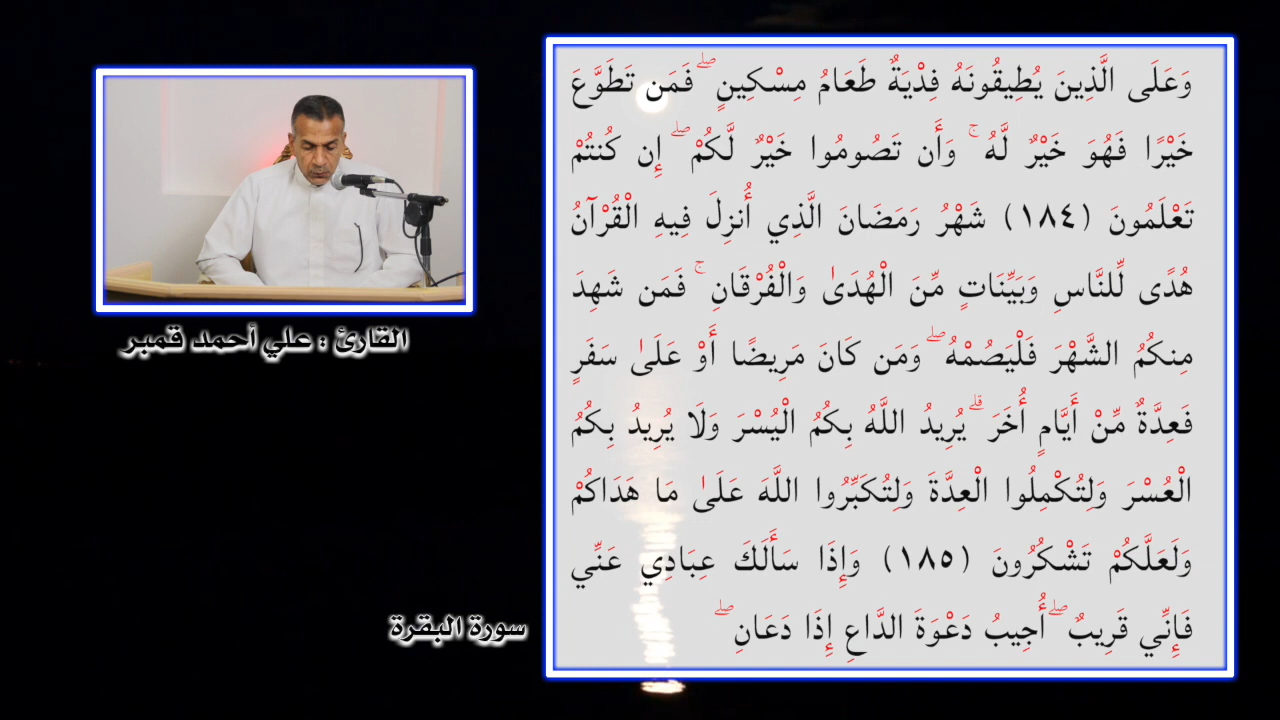 وَعَلَى الَّذِينَ يُطِيقُونَهُ فِدْيَةٌ طَعَامُ مِسْكِينٍ ۖ فَمَن تَطَوَّعَ
خَيْرًا فَهُوَ خَيْرٌ لَّهُ ۚ وَأَن تَصُومُوا خَيْرٌ لَّكُمْ ۖ إِن كُنتُمْ
تَعْلَمُونَ (١٨٤) شَهْرُ رَمَضَانَ الَّذِي أُنزِلَ فِيهِ الْقُرْآنُ
هُدًى لِّلنَّاسِ وَبَيِّنَاتٍ مِّنَ الْهُدَىٰ وَالْفُرْقَانِ ۚ فَمَن شَهِدَ
مِنكُمُ الشَّهْرَ فَلْيَصُمْهُ ۖ وَمَن كَانَ مَرِيضًا أَوْ عَلَىٰ سَفَرٍ
فَعِدَّةٌ مِّنْ أَيَّامٍ أُخَرَ ۗ يُرِيدُ اللَّهُ بِكُمُ الْيُسْرَ وَلَا يُرِيدُ بِكُمُ
الْعُسْرَ وَلِتُكْمِلُوا الْعِدَّةَ وَلِتُكَبِّرُوا اللَّهَ عَلَىٰ مَا هَدَاكُمْ
وَلَعَلَّكُمْ تَشْكُرُونَ (١٨٥) وَإِذَا سَأَلَكَ عِبَادِي عَنِّي
فَإِنِّي قَرِيبٌ ۖ أُجِيبُ دَعْوَةَ الدَّاعِ إِذَا دَعَانِ ۖ
القارئ : علي أحمد قمبر
سورة البقرة